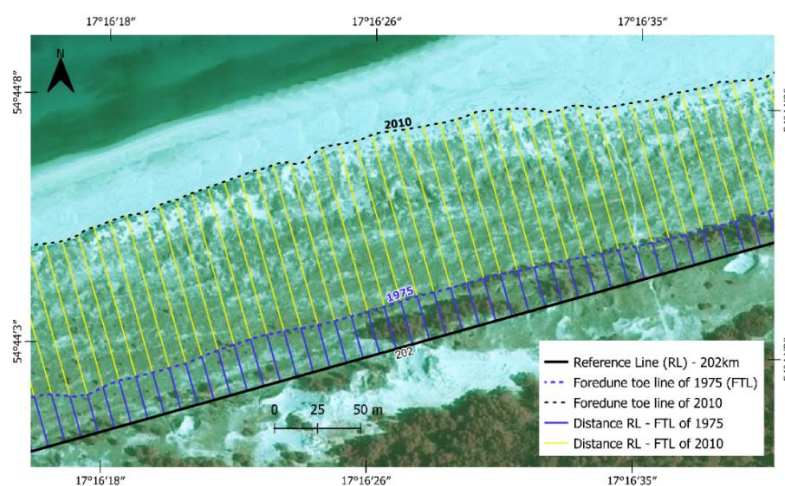 17°16′18″ 17°16′26″ 17°16′35″
N
54°44′8″
2010
1975
54°44′3″
202
0 25 50 m
Reference Line (RL) - 202km
Foredune toe line of 1975 (FTL)
Foredune toe line of 2010
Distance RL - FTL of 1975
Distance RL - FTL of 2010
17°16′18″ 17°16′26″ 17°16′35″